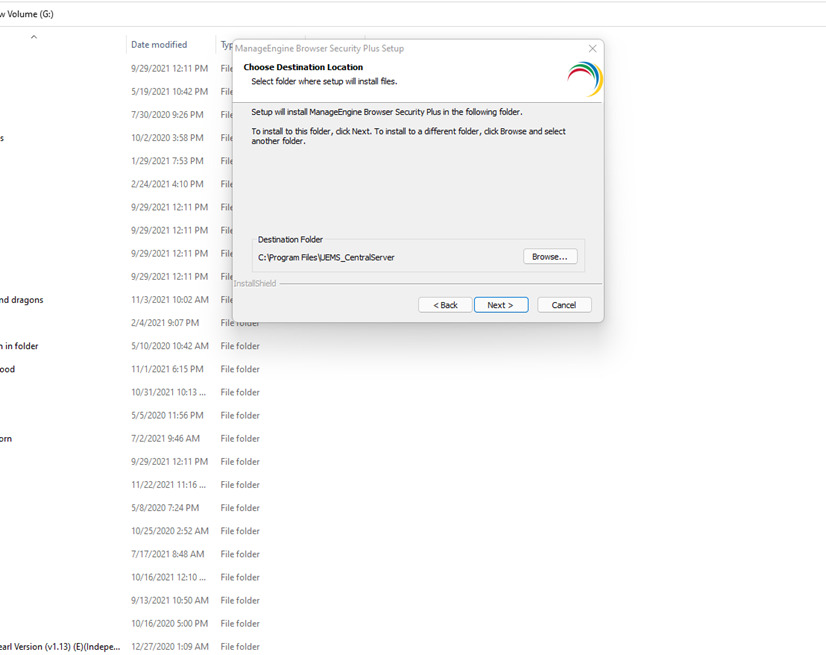 w Volume (G:)
Date modified
Typ
9/29/2021 12:11 PM File
5/19/2021 10:42 PM File
7/30/2020 9:26 PM File
s 10/2/2020 3:58 PM File
1/29/2021 7:53 PM File
2/24/2021 4:10 PM File
9/29/2021 12:11 PM File
9/29/2021 12:11 PM File
9/29/2021 12:11 PM File
9/29/2021 12:11 PM File
nd dragons 11/3/2021 10:02 AM File
2/4/2021 9:07 PM File folder
n in folder 5/10/2020 10:42 AM File folder
ood 11/1/2021 6:15 PM File folder
10/31/2021 10:13 ... File folder
5/5/2020 11:56 PM File folder
orn 7/2/2021 9:46 AM File folder
9/29/2021 12:11 PM File folder
11/22/2021 11:16 ... File folder
5/8/2020 7:24 PM File folder
10/25/2020 2:52 AM File folder
7/17/2021 8:48 AM File folder
10/16/2021 12:10 ... File folder
9/13/2021 10:50 AM File folder
10/16/2020 5:00 PM File folder
earl Version (v1.13) (E)(Indepe... 12/27/2020 1:09 AM File folder
ManageEngine Browser Security Plus Setup
Choose Destination Location
Select folder where setup will install files.
Setup will install ManageEngine Browser Security Plus in the following folder.
To install to this folder, click Next. To install to a different folder, click Browse and select
another folder.
Destination Folder
C:\Program Files\UEMS_CentralServer
Browse...
InstallShield
< Back
Next >
Cancel